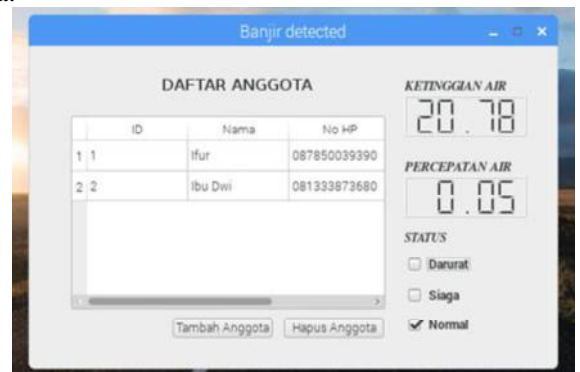 Banjir detected
DAFTAR ANGGOTA
ID Nama No HP
1 1 Ifur 087850039390
2 2 Ibu Dwi 081333873680
Tambah Anggota Hapus Anggota
KETINGGIAN AIR
20.78
PERCEPATAN AIR
0.05
STATUS
Darurat
Siaga
Normal